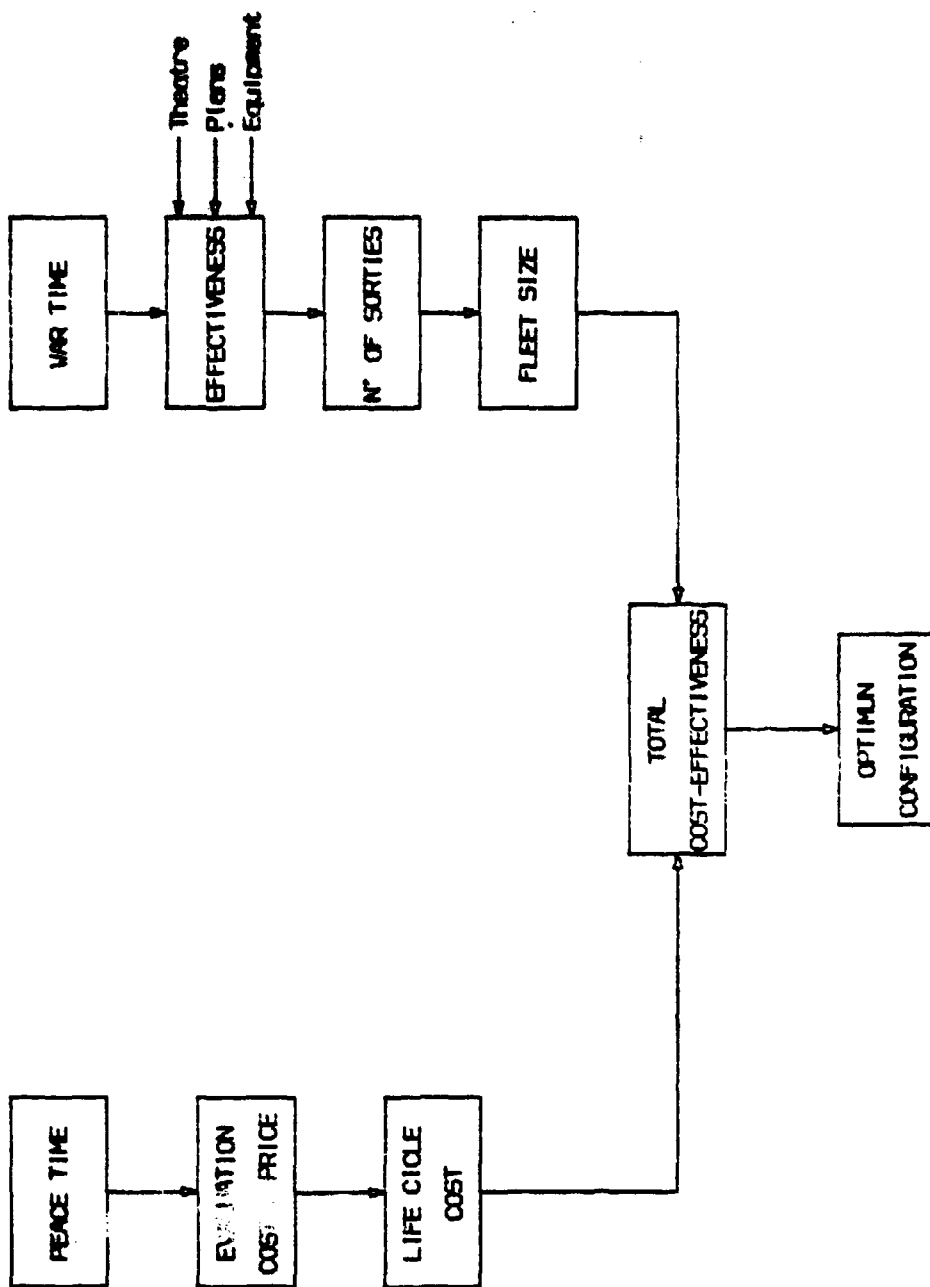 PEACE TIME
EVALUATION
COST PRICE
LIFE CICLE
COST
WAR TIME
EFFECTIVENESS
Theatre
Plans
Equipment
N° OF SORTIES
FLEET SIZE
TOTAL
COST-EFFECTIVENESS
OPTIMUN
CONFIGURATION